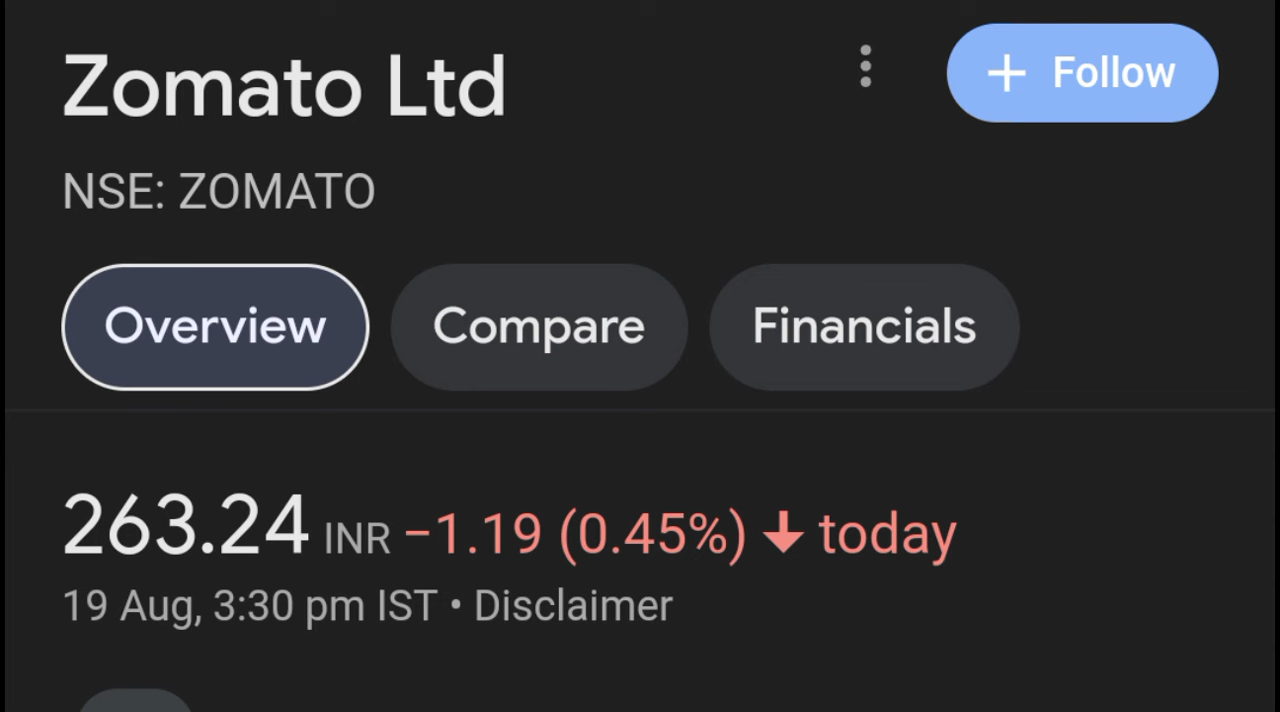 Zomato Ltd
+ Follow
NSE: ZOMATO
Overview Compare Financials
263.24 INR −1.19 (0.45%) ↓ today
19 Aug, 3:30 pm IST • Disclaimer